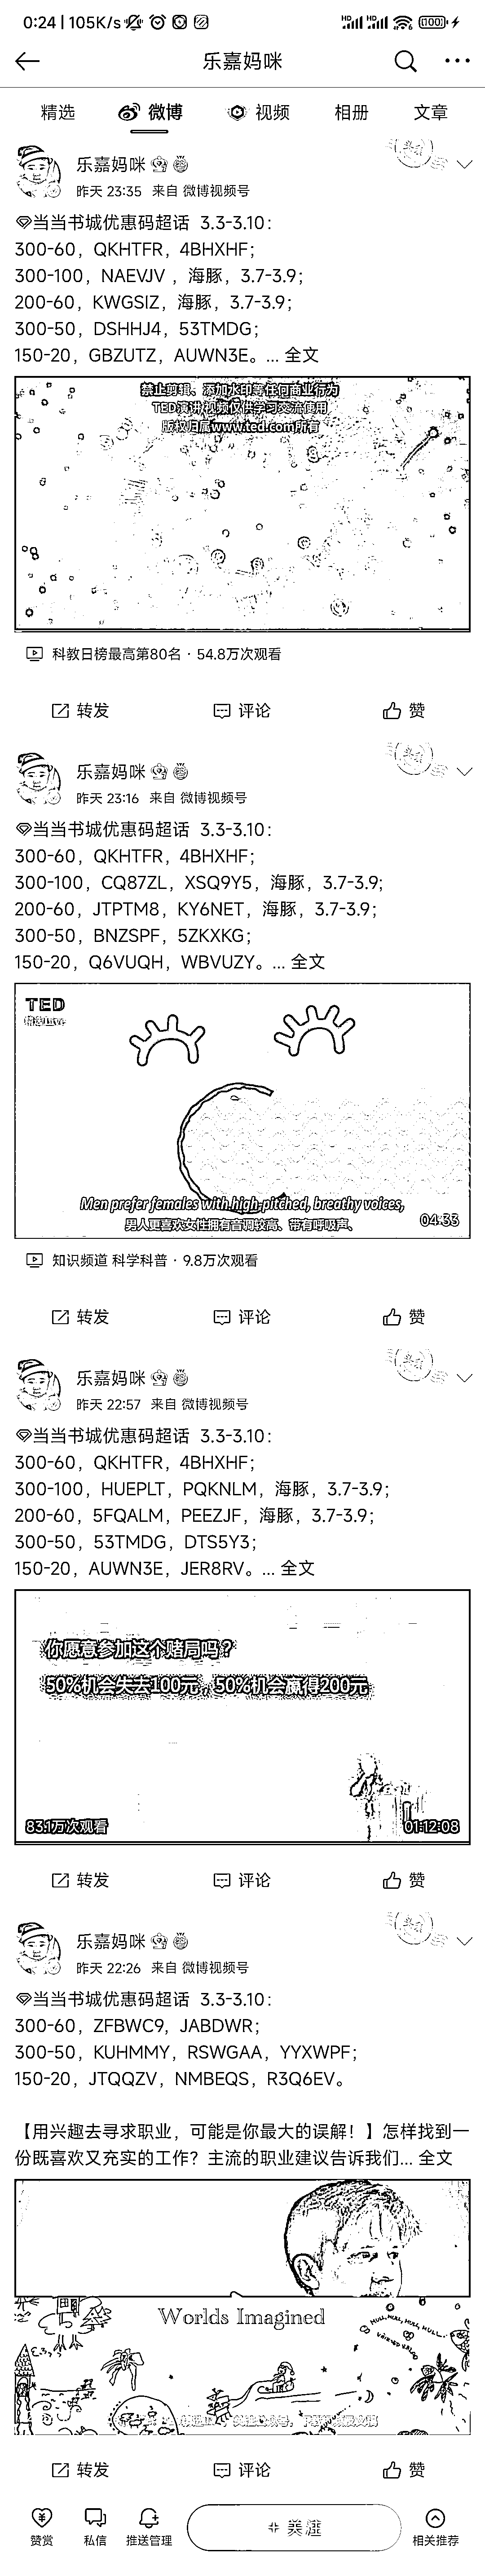 0:24 | 105K/s
HD HD 100
乐嘉妈咪
精选 微博 视频 相册 文章
乐嘉妈咪
昨天 23:35 来自 微博视频号
当当书城优惠码超话 3.3-3.10：
300-60，QKHTFR，4BHXHF；
300-100，NAEVJV ，海豚，3.7-3.9；
200-60，KWGSIZ，海豚，3.7-3.9；
300-50，DSHHJ4，53TMDG；
150-20，GBZUTZ，AUWN3E。... 全文
禁止剪辑、添加水印等任何商业行为
TED演讲视频仅供学习交流使用
版权归属www.ted.com所有
科教日榜最高第80名 · 54.8万次观看
转发 评论 赞
乐嘉妈咪
昨天 23:16 来自 微博视频号
当当书城优惠码超话 3.3-3.10：
300-60，QKHTFR，4BHXHF；
300-100，CQ87ZL，XSQ9Y5，海豚，3.7-3.9；
200-60，JTPTM8，KY6NET，海豚，3.7-3.9；
300-50，BNZSPF，5ZKXKG；
150-20，Q6VUQH，WBVUZY。... 全文
TED
Men prefer females with high-pitched, breathy voices,
男人更喜欢女性拥有音调较高、带有呼吸声、
04:33
知识频道 科学科普 · 9.8万次观看
转发 评论 赞
乐嘉妈咪
昨天 22:57 来自 微博视频号
当当书城优惠码超话 3.3-3.10：
300-60，QKHTFR，4BHXHF；
300-100，HUEPLT，PQKNLM，海豚，3.7-3.9；
200-60，5FQALM，PEEZJF，海豚，3.7-3.9；
300-50，53TMDG，DTS5Y3；
150-20，AUWN3E，JER8RV。... 全文
你愿意参加这个赌局吗？
50%机会失去100元，50%机会赢得200元
83.1万次观看 01:12:08
转发 评论 赞
乐嘉妈咪
昨天 22:26 来自 微博视频号
当当书城优惠码超话 3.3-3.10：
300-60，ZFBWC9，JABDWR；
300-50，KUHMMY，RSWGAA，YYXWPF；
150-20，JTQQZV，NMBEQS，R3Q6EV。
【用兴趣去寻求职业，可能是你最大的误解！】怎样找到一
份既喜欢又充实的工作？主流的职业建议告诉我们... 全文
Worlds Imagined
转发 评论 赞
赞赏 私信 推送管理 相关推荐